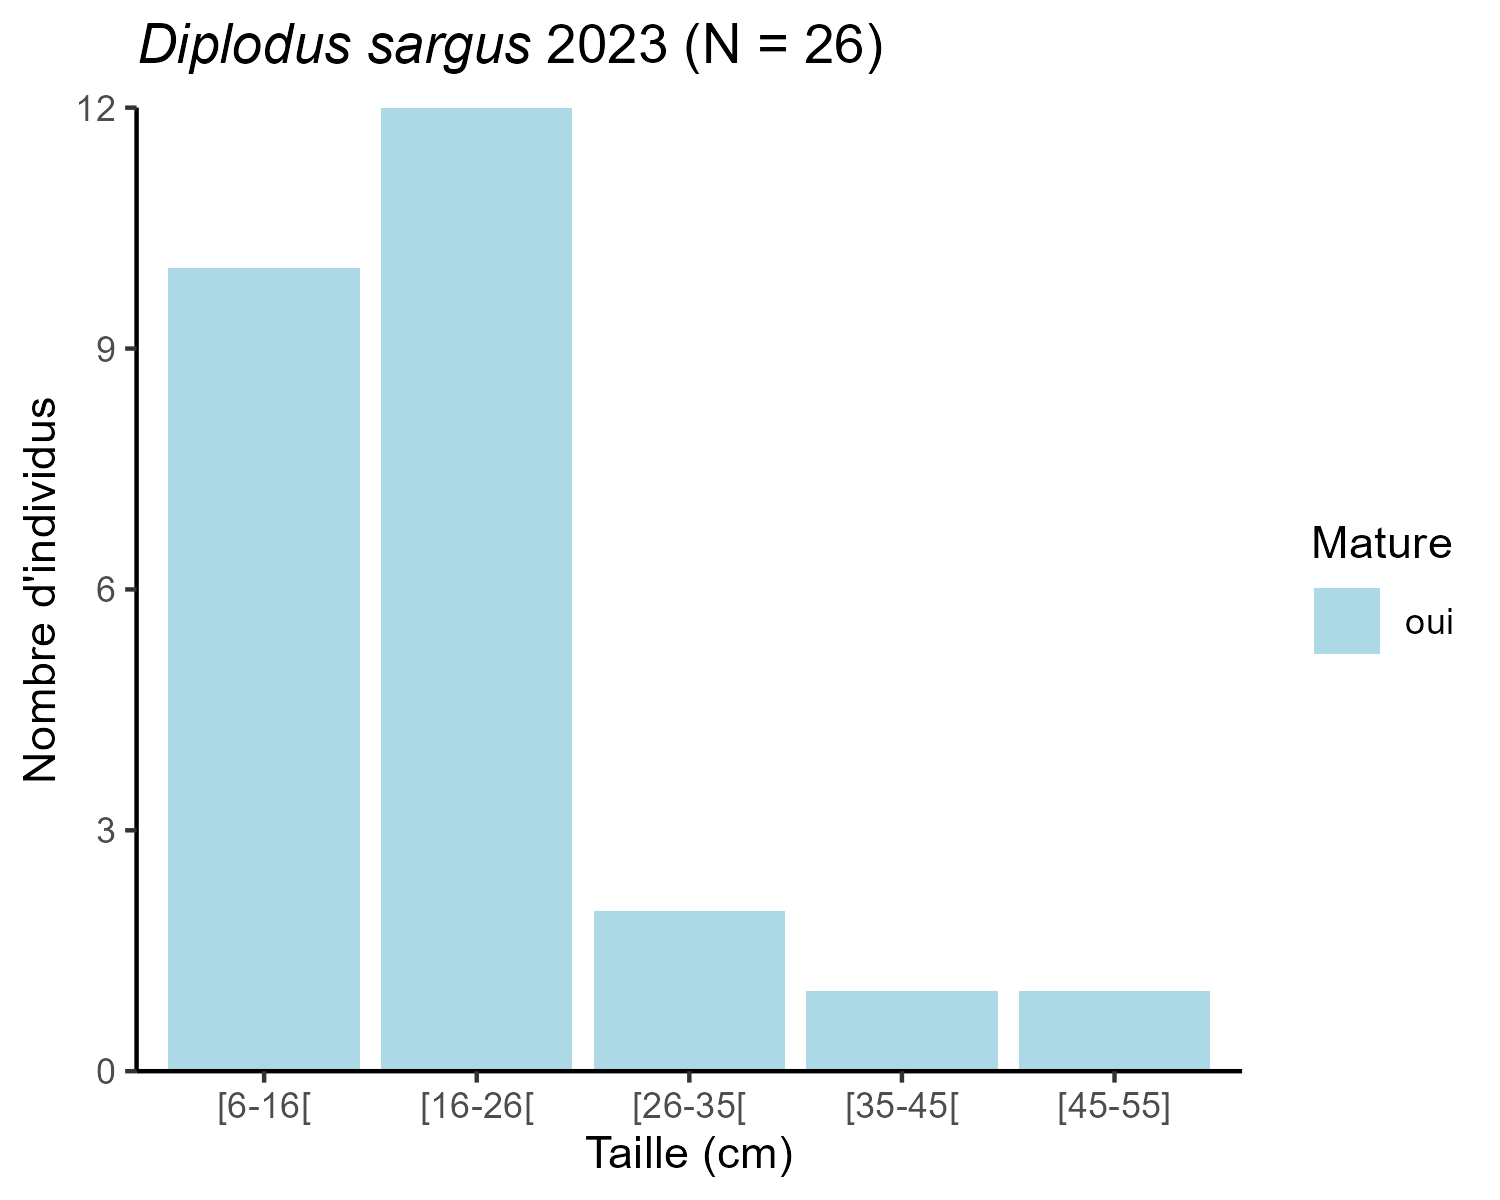 Diplodus sargus 2023 (N = 26)
12
9
6
3
0
Nombre d'individus
[6-16[
[16-26[
[26-35[
[35-45[
[45-55]
Taille (cm)
Mature
oui